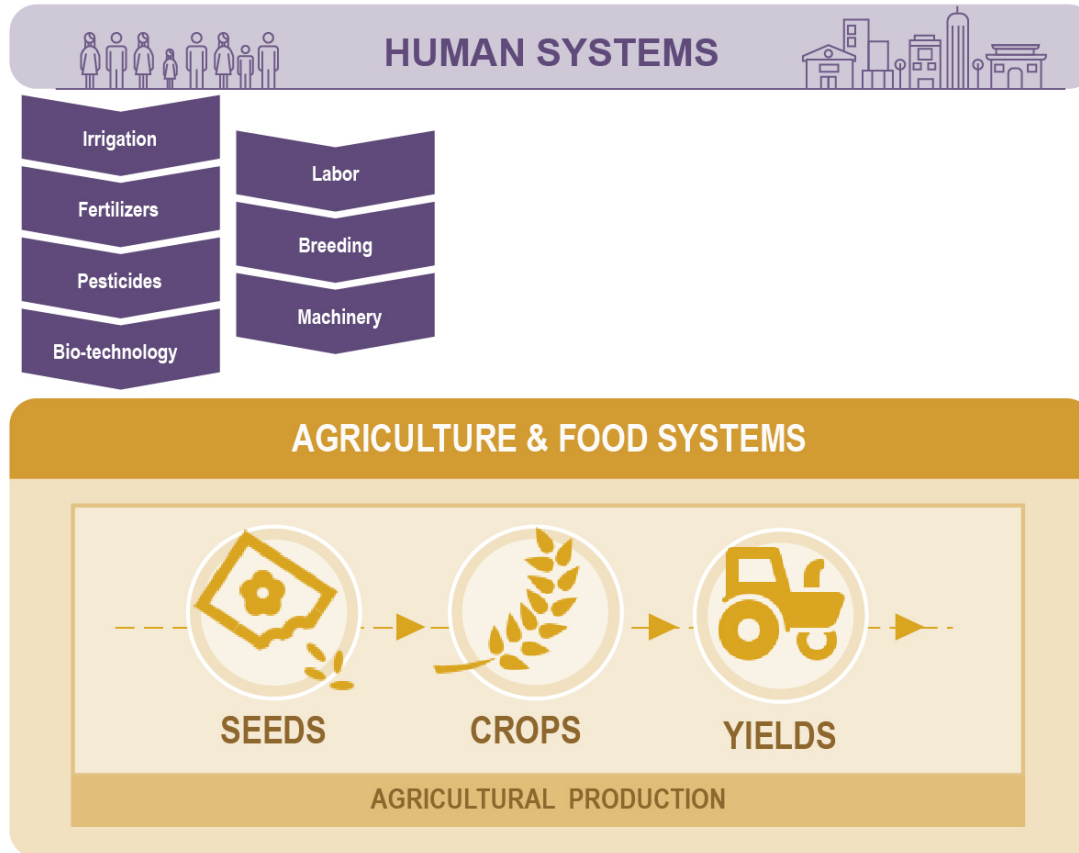 HUMAN SYSTEMS
Irrigation
Fertilizers
Pesticides
Bio-technology
Labor
Breeding
Machinery
AGRICULTURE & FOOD SYSTEMS
SEEDS
CROPS
YIELDS
AGRICULTURAL PRODUCTION